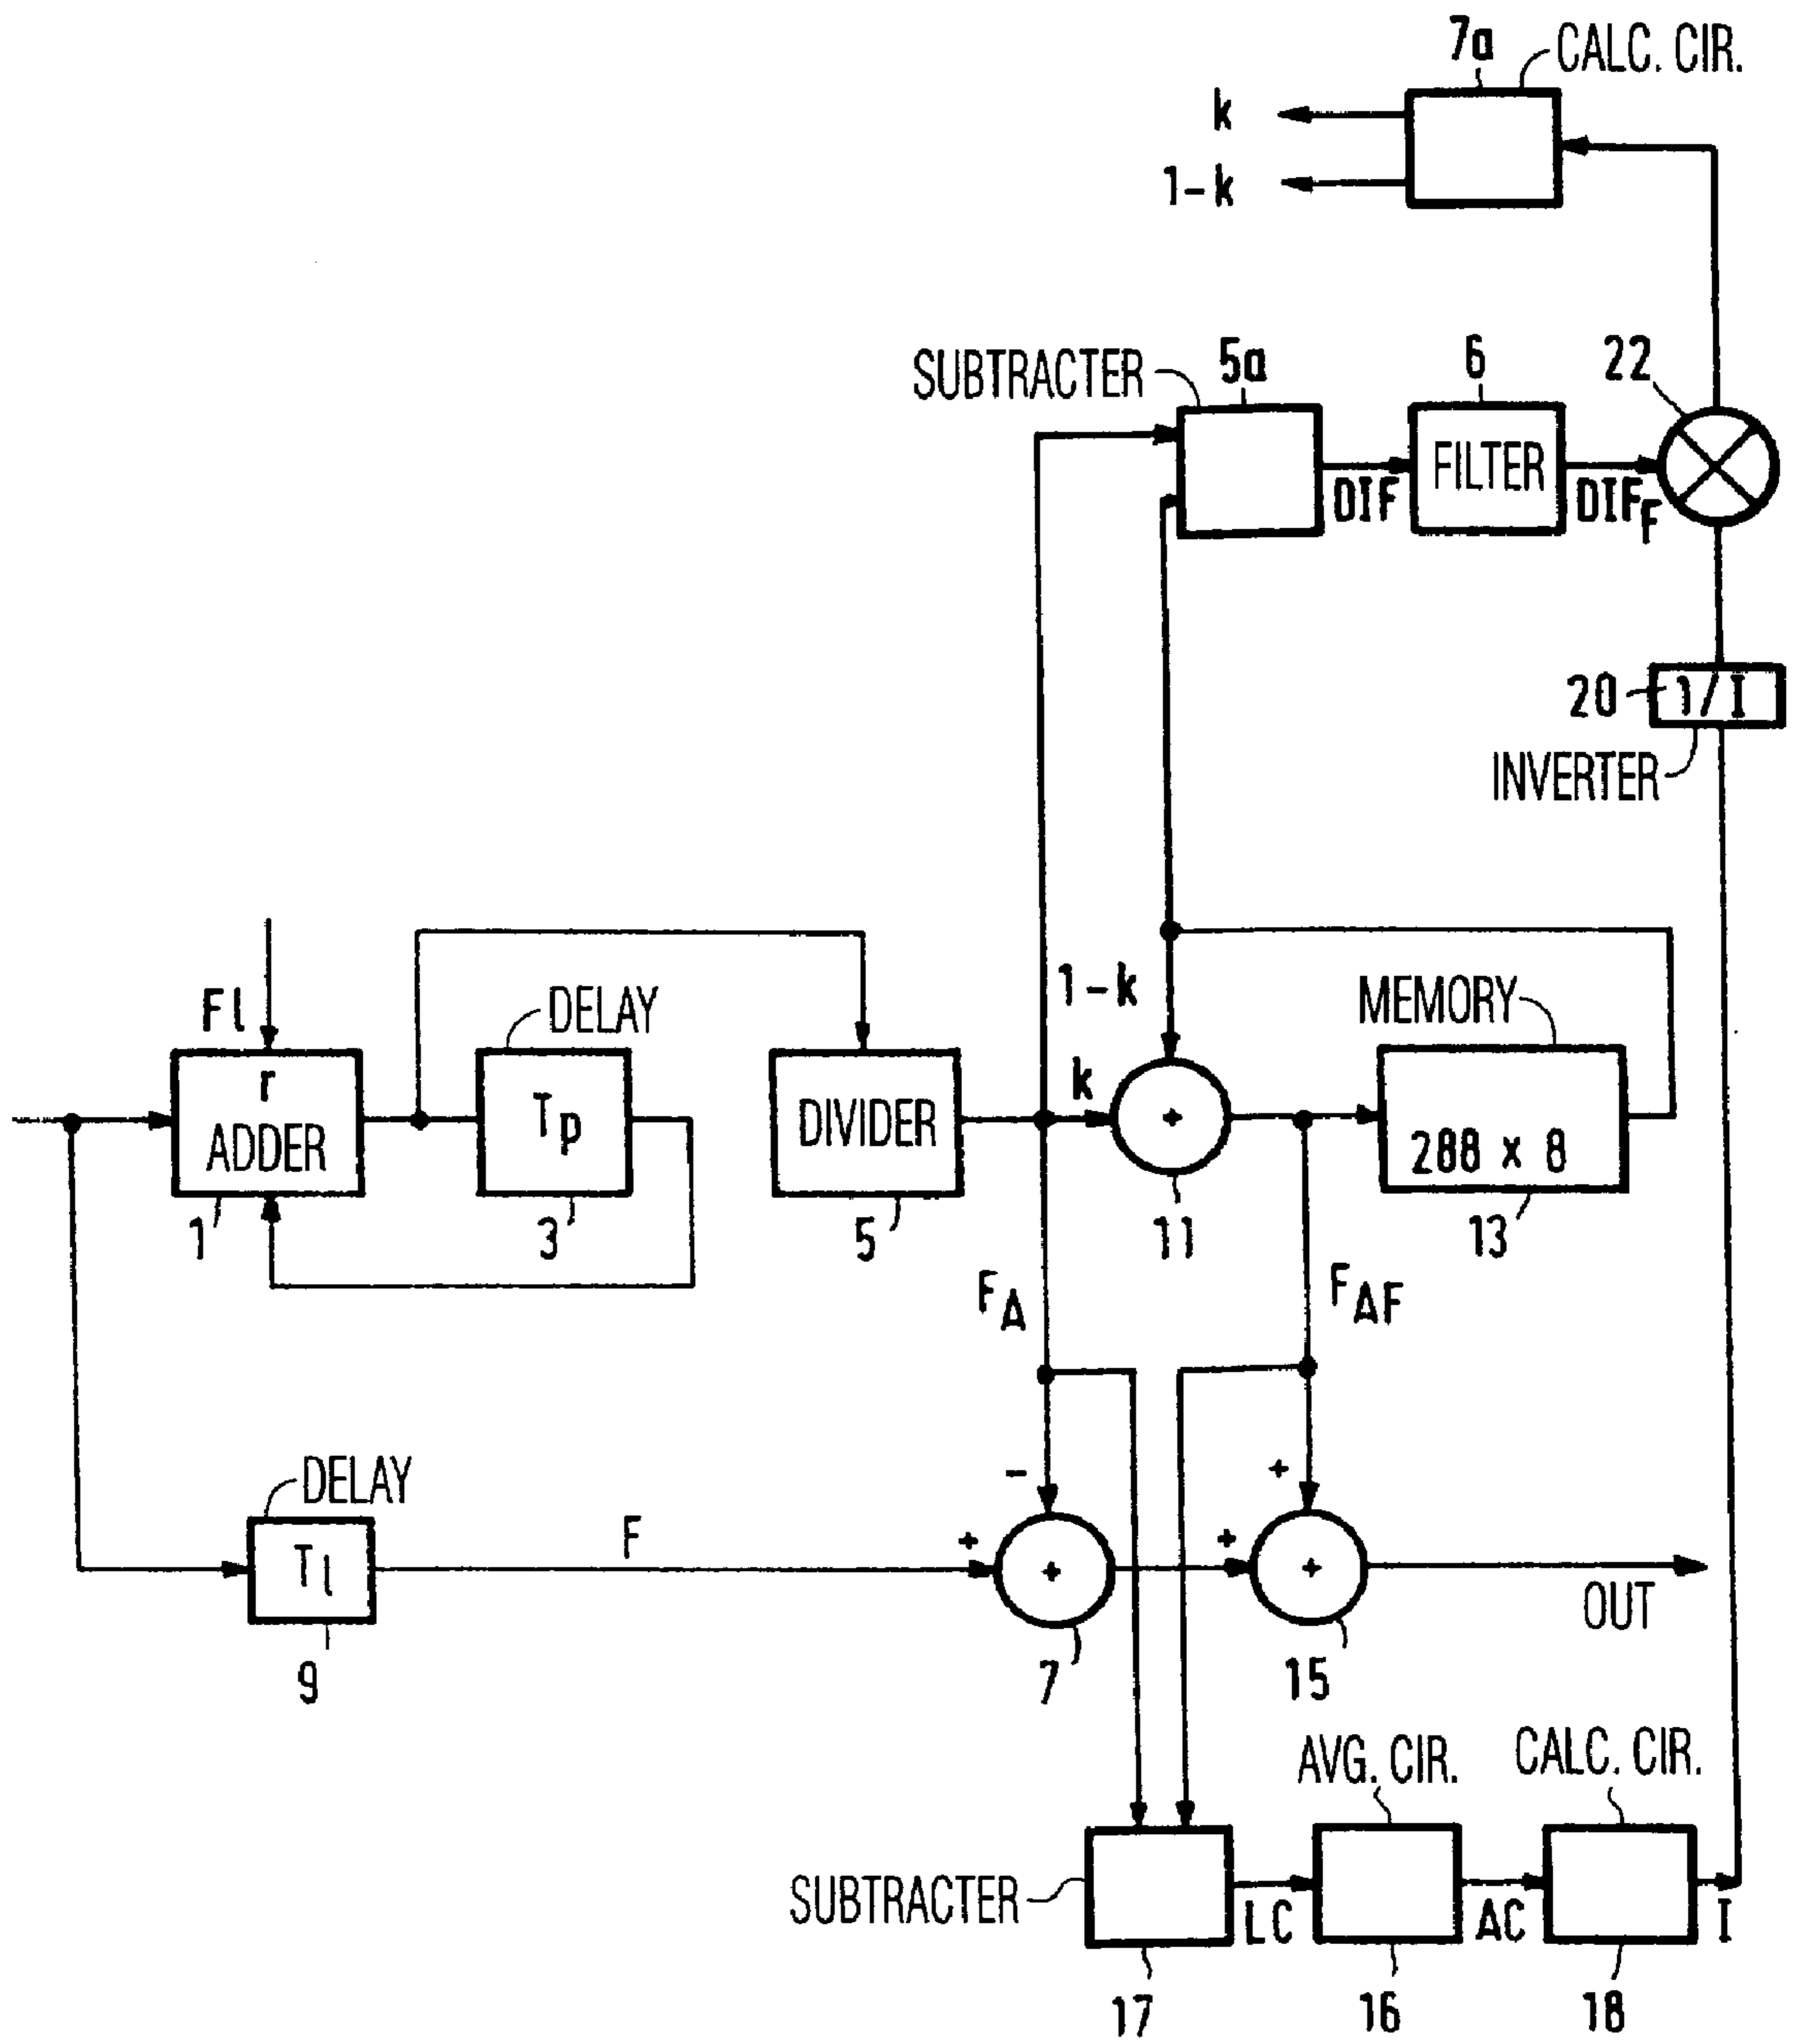 7a
CALC. CIR.
k
1-k
SUBTRACTER
5a
6
22
FILTER
DIF
DIF_F
20
1/I
INVERTER
Fl
DELAY
1-k
MEMORY
r
ADDER
Tp
DIVIDER
k
+
288 x 8
1
3
5
11
13
F_A
F_AF
DELAY
-
+
Tl
F
+
+
+
+
OUT
9
7
15
AVG. CIR.
CALC. CIR.
SUBTRACTER
LC
AC
I
17
16
18